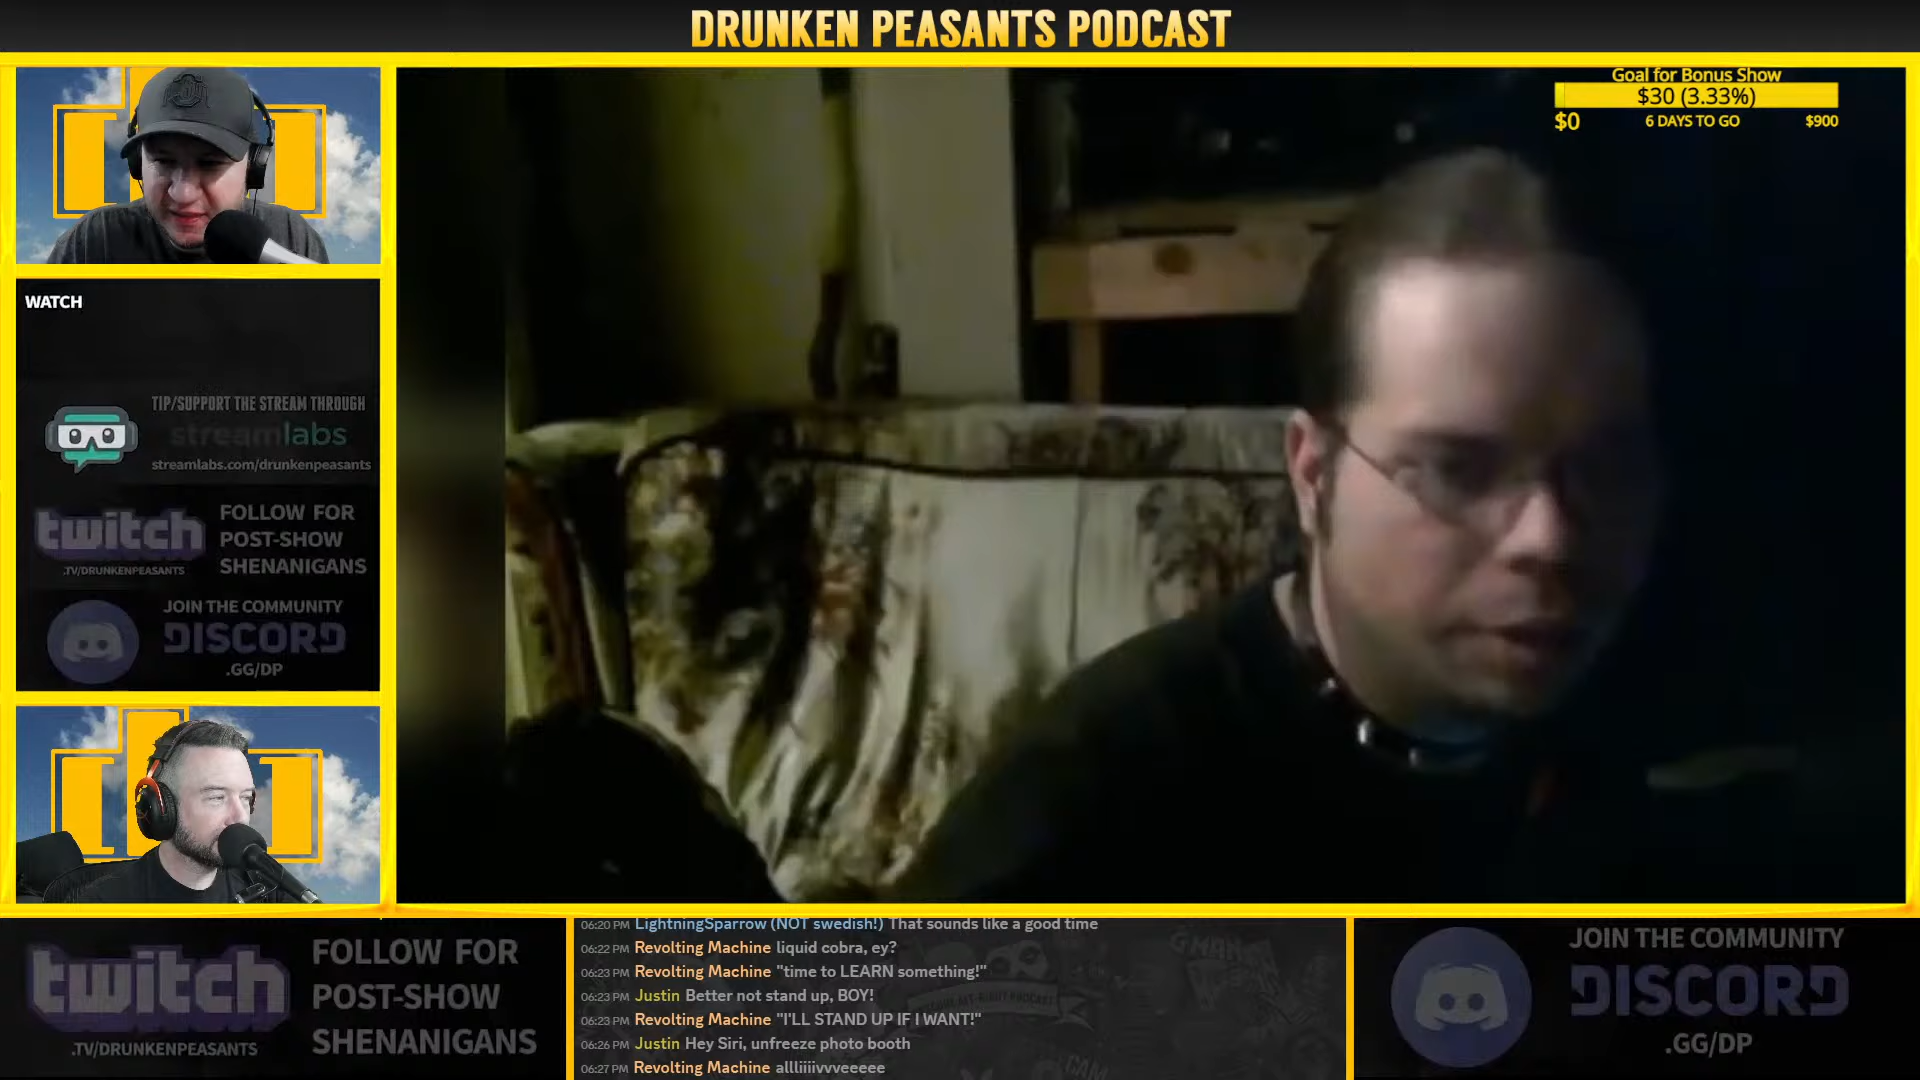 DRUNKEN PEASANTS PODCAST
Goal for Bonus Show
$30 (3.33%)
$0 6 DAYS TO GO $900
WATCH
TIP/SUPPORT THE STREAM THROUGH
streamlabs
streamlabs.com/drunkenpeasants
twitch
.TV/DRUNKENPEASANTS
FOLLOW FOR
POST-SHOW
SHENANIGANS
JOIN THE COMMUNITY
DISCORD
.GG/DP
twitch
.TV/DRUNKENPEASANTS
FOLLOW FOR
POST-SHOW
SHENANIGANS
06:20 PM LightningSparrow (NOT swedish!) That sounds like a good time
06:22 PM Revolting Machine liquid cobra, ey?
06:23 PM Revolting Machine "time to LEARN something!"
06:23 PM Justin Better not stand up, BOY!
06:23 PM Revolting Machine "I'LL STAND UP IF I WANT!"
06:26 PM Justin Hey Siri, unfreeze photo booth
06:27 PM Revolting Machine allliiiivvveeeee
JOIN THE COMMUNITY
DISCORD
.GG/DP